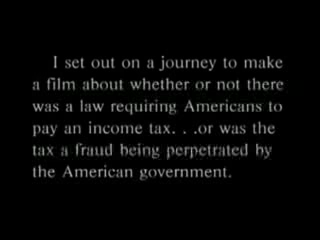 I set out on a journey to make
a film about whether or not there
was a law requiring Americans to
pay an income tax. . .or was the
tax a fraud being perpetrated by
the American government.